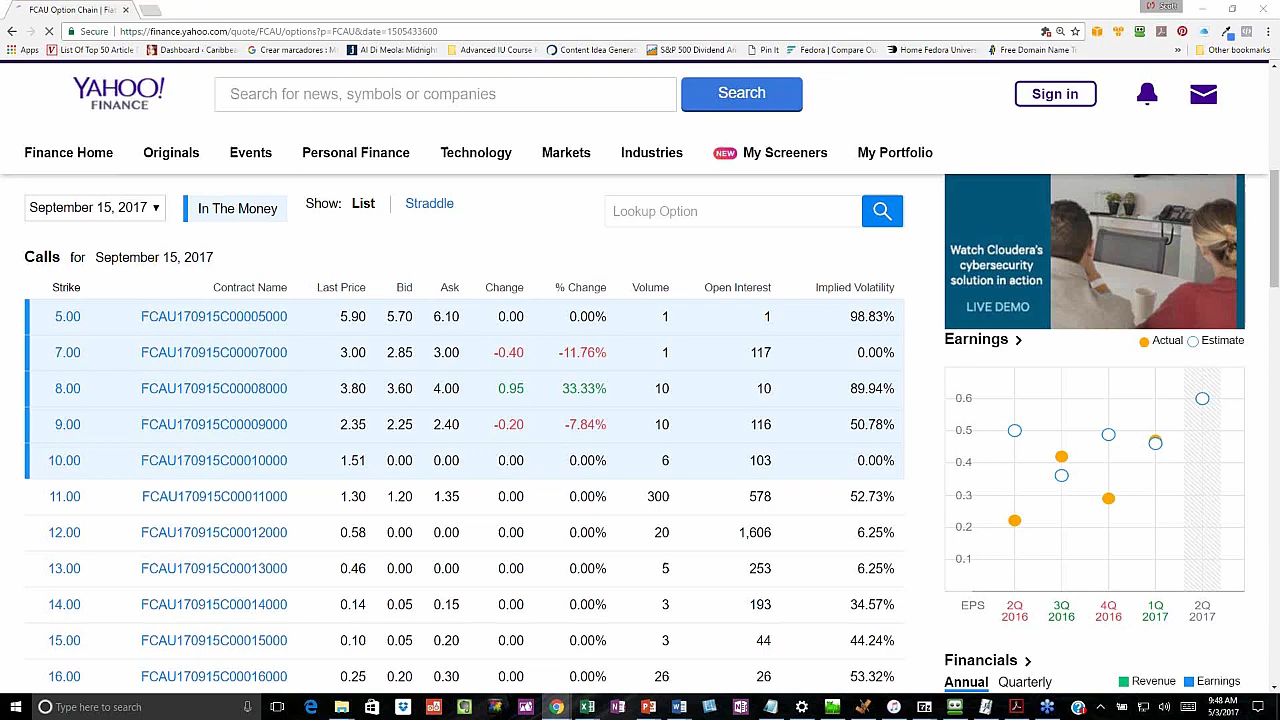 FCAU Option Chain | Fiat
Scott
Secure https://finance.yahoo.com/quote/FCAU/options?p=FCAU&date=1505433600
Apps List Of Top 50 Article Dashboard ‹ Caribbe Crear marcadores Al Di Medeo Midnight Advanced IU Course Content Idea Genera S&P 500 Dividend Ar Pin It Fedora | Compare Home Fedora Univers Free Domain Name » Other bookmarks
YAHOO! FINANCE
Search for news, symbols or companies
Search
Sign in
Finance Home Originals Events Personal Finance Technology Markets Industries NEW My Screeners My Portfolio
September 15, 2017 ▾ In The Money Show: List Straddle Lookup Option
Calls for September 15, 2017
Strike Contract Name Last Price Bid Ask Change % Change Volume Open Interest Implied Volatility
5.00 FCAU170915C00005000 5.90 5.70 6.10 0.00 0.00% 1 1 98.83%
7.00 FCAU170915C00007000 3.00 2.85 3.00 -0.40 -11.76% 1 117 0.00%
8.00 FCAU170915C00008000 3.80 3.60 4.00 0.95 33.33% 10 10 89.94%
9.00 FCAU170915C00009000 2.35 2.25 2.40 -0.20 -7.84% 10 116 50.78%
10.00 FCAU170915C00010000 1.51 0.00 0.00 0.00 0.00% 6 103 0.00%
11.00 FCAU170915C00011000 1.30 1.20 1.35 0.00 0.00% 300 578 52.73%
12.00 FCAU170915C00012000 0.58 0.00 0.00 0.00 0.00% 20 1,606 6.25%
13.00 FCAU170915C00013000 0.46 0.00 0.00 0.00 0.00% 5 253 6.25%
14.00 FCAU170915C00014000 0.14 0.05 0.15 0.00 0.00% 3 193 34.57%
15.00 FCAU170915C00015000 0.10 0.05 0.20 0.00 0.00% 3 44 44.24%
16.00 FCAU170915C00016000 0.25 0.20 0.30 0.00 0.00% 26 26 53.32%
Watch Cloudera's
cybersecurity
solution in action
LIVE DEMO
Earnings Actual Estimate
0.6
0.5
0.4
0.3
0.2
0.1
EPS 2Q 3Q 4Q 1Q 2Q
2016 2016 2016 2017 2017
Financials
Annual Quarterly Revenue Earnings
Type here to search
9:48 AM
5/3/2017